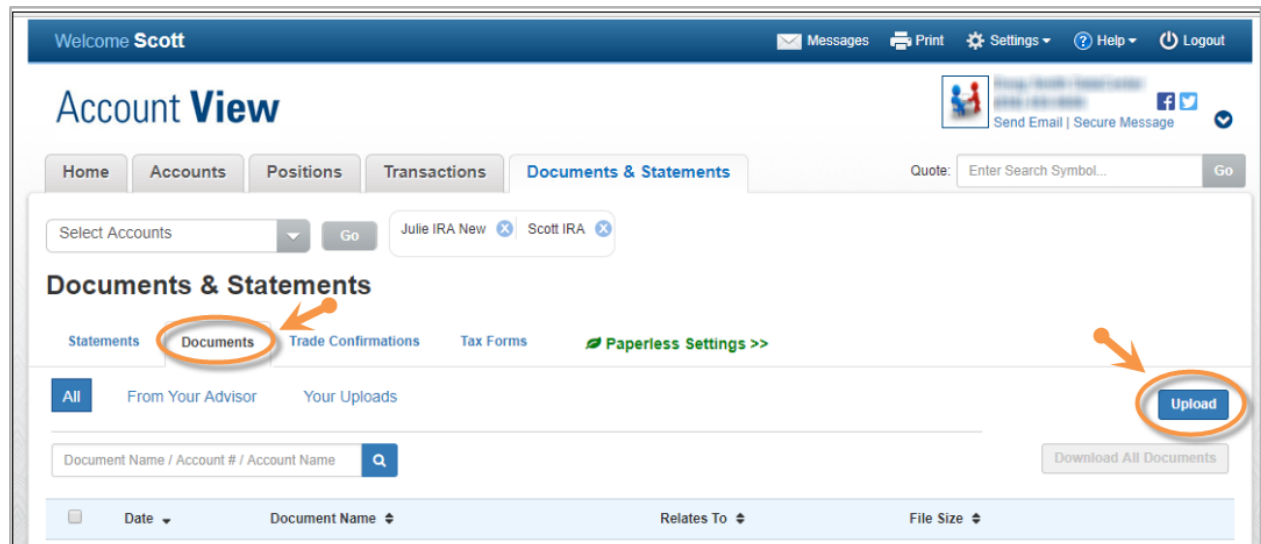 Welcome Scott
Messages Print Settings Help Logout
Account View
Send Email | Secure Message
Home Accounts Positions Transactions Documents & Statements Quote: Enter Search Symbol... Go
Select Accounts Go Julie IRA New Scott IRA
Documents & Statements
Statements Documents Trade Confirmations Tax Forms Paperless Settings >>
All From Your Advisor Your Uploads Upload
Document Name / Account # / Account Name Download All Documents
Date Document Name Relates To File Size